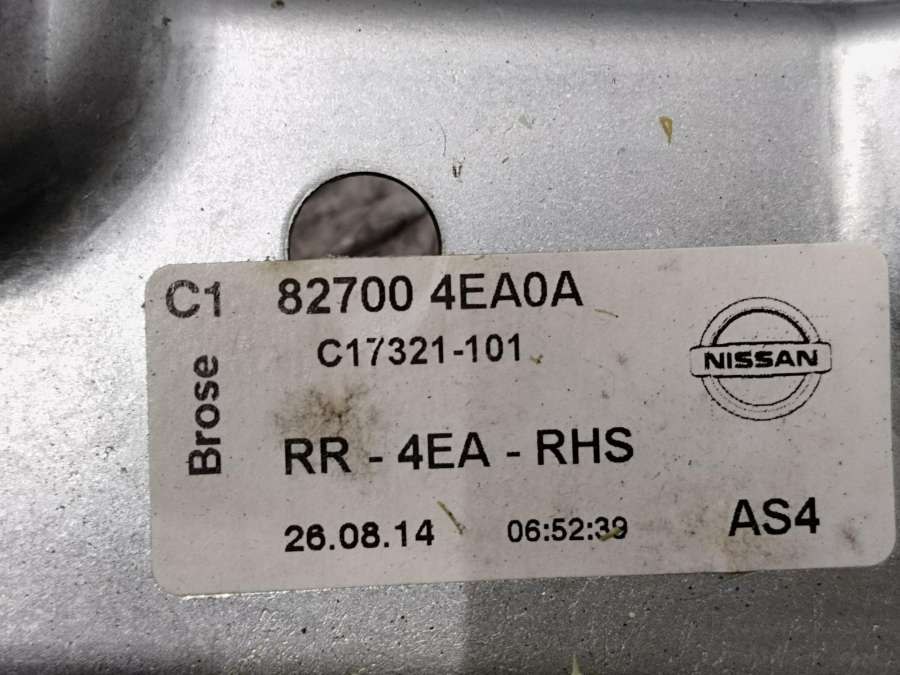 C1 82700 4EA0A
C17321-101
Brose
NISSAN
RR - 4EA - RHS
26.08.14 06:52:39 AS4